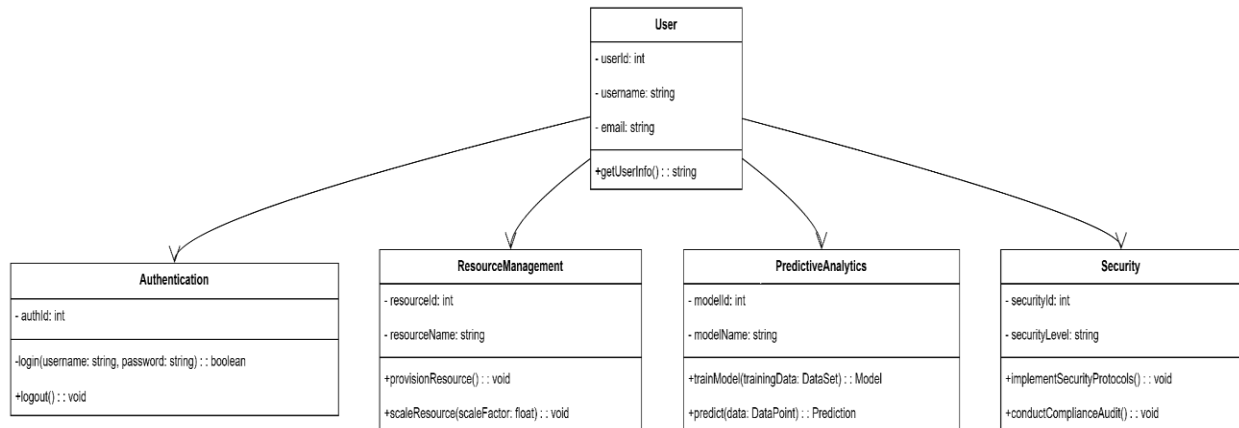 User
- userId: int
- username: string
- email: string
+getUserInfo() : : string
Authentication
- authId: int
-login(username: string, password: string) : : boolean
+logout() : : void
ResourceManagement
- resourceId: int
- resourceName: string
+provisionResource() : : void
+scaleResource(scaleFactor: float) : : void
PredictiveAnalytics
- modelId: int
- modelName: string
+trainModel(trainingData: DataSet) : : Model
+predict(data: DataPoint) : : Prediction
Security
- securityId: int
- securityLevel: string
+implementSecurityProtocols() : : void
+conductComplianceAudit() : : void